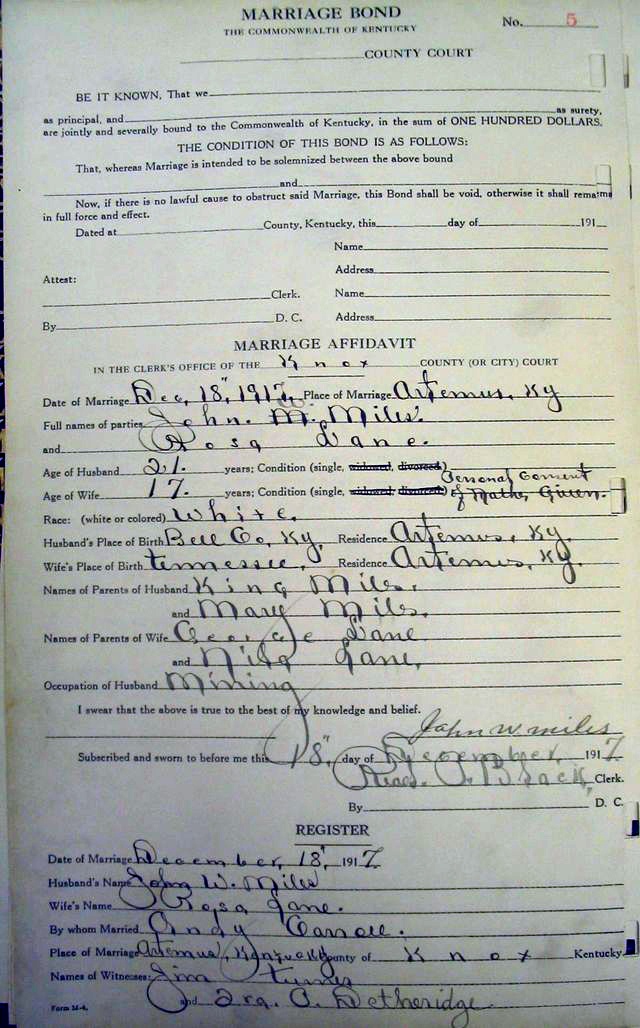 MARRIAGE BOND
No. 5
THE COMMONWEALTH OF KENTUCKY
COUNTY COURT
BE IT KNOWN, That we
as surety,
as principal, and
are jointly and severally bound to the Commonwealth of Kentucky, in the sum of ONE HUNDRED DOLLARS.
THE CONDITION OF THIS BOND IS AS FOLLOWS:
That, whereas Marriage is intended to be solemnized between the above bound
and
Now, if there is no lawful cause to obstruct said Marriage, this Bond shall be void, otherwise it shall remain
in full force and effect.
Dated at County, Kentucky, this day of 191
Name
Address
Attest:
Clerk. Name
By D. C. Address
MARRIAGE AFFIDAVIT
IN THE CLERK'S OFFICE OF THE Knox COUNTY (OR CITY) COURT
Date of Marriage Dec, 18", 1917, Place of Marriage Artemus, Ky
Full names of parties John. M. Miles.
and Rosa Lane.
Age of Husband 21. years; Condition (single, widowed, divorced) Personal Consent
Age of Wife 17. years; Condition (single, widowed, divorced) of Mother Given.
Race: (white or colored) White.
Husband's Place of Birth Bell Co, Ky, Residence Artemus, Ky.
Wife's Place of Birth tennessee, Residence Artemus, Ky.
Names of Parents of Husband King Miles,
and Mary Miles,
Names of Parents of Wife George Lane
and Lane,
Occupation of Husband Mining
I swear that the above is true to the best of my knowledge and belief.
John W. Miles
Subscribed and sworn to before me this 18", day of December, 1917
Read. P. Black, Clerk.
By D. C.
REGISTER
Date of Marriage December, 18", 1917
Husband's Name John W. Miles
Wife's Name Rosa Lane.
By whom Married Andy Carroll.
Place of Marriage Artemus, Kentucky County of Knox Kentucky.
Names of Witnesses: Jim
and O. Detheridge
Form M-4.